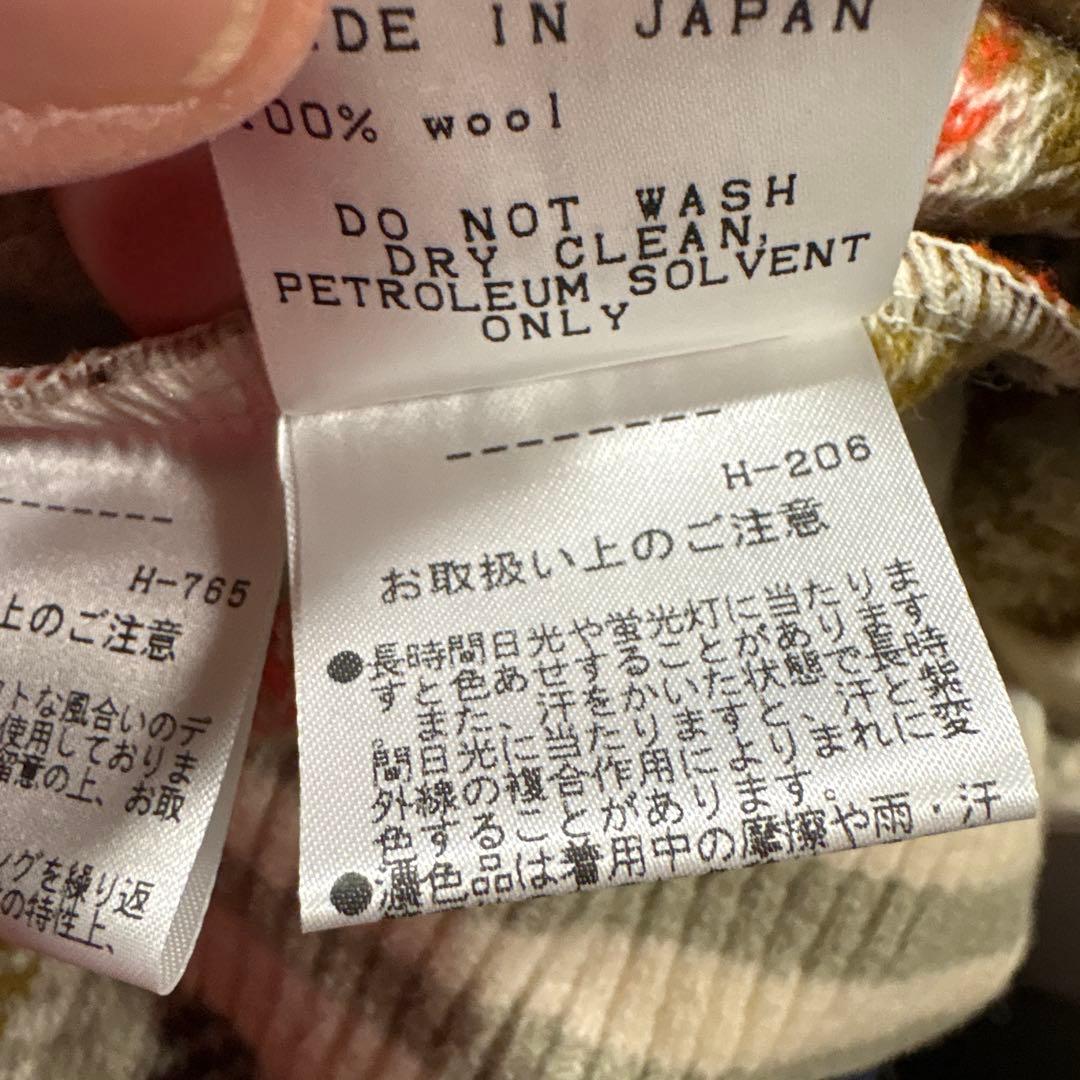 DE IN JAPAN
00% wool
DO NOT WASH
DRY CLEAN,
PETROLEUM SOLVENT
ONLY
H-206
お取扱い上のご注意
●長時間日光や蛍光灯に当たりま
すと色あせすることがあります
。また、汗をかいた状態で長時
間日光に当たりますと、汗と紫
外線の複合作用により、まれに変
色することがあります。
●濃色品は着用中の摩擦や雨・汗
H-765
上のご注意
トな風合いのデ
使用しておりま
留意の上、お取
ングを繰り返
の特性上、